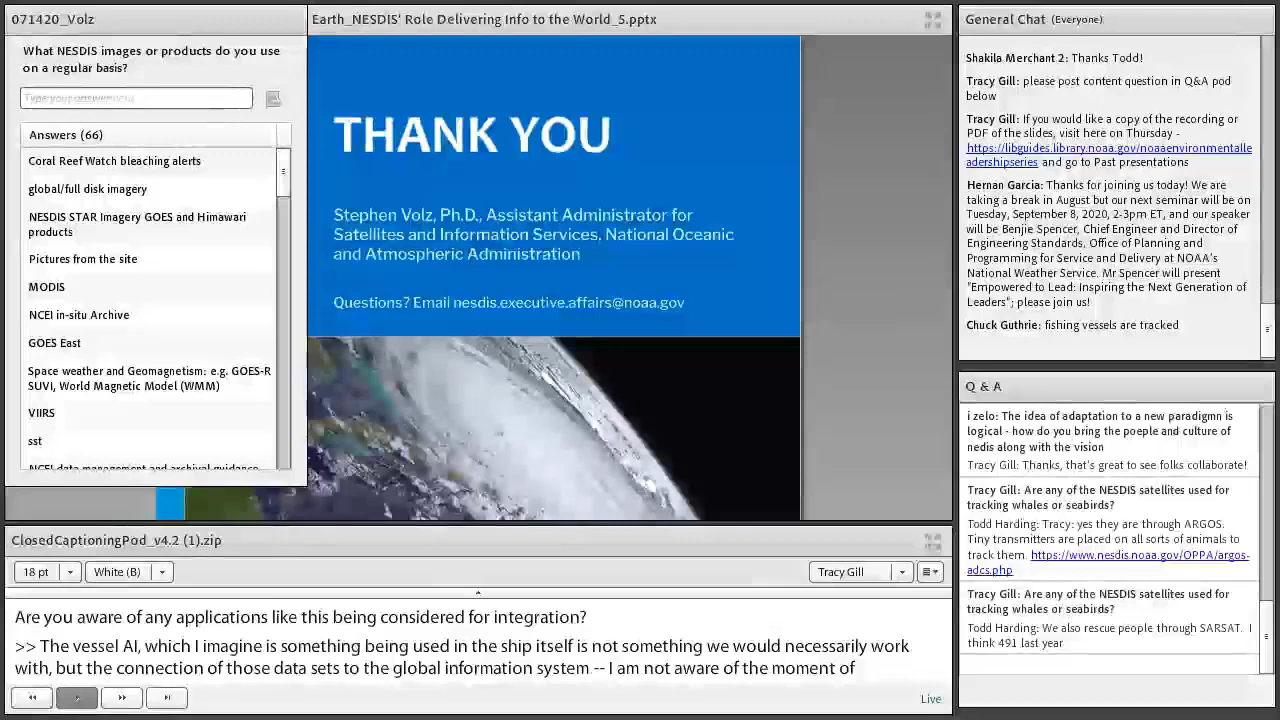 071420_Volz
What NESDIS images or products do you use
on a regular basis?
Answers (66)
Coral Reef Watch bleaching alerts
global/full disk imagery
NESDIS STAR Imagery GOES and Himawari
products
Pictures from the site
MODIS
NCEI in-situ Archive
GOES East
Space weather and Geomagnetism: e.g. GOES-R
SUVI, World Magnetic Model (WMM)
VIIRS
sst
NCEI data management and archival guidance
Earth_NESDIS' Role Delivering Info to the World_5.pptx
THANK YOU
Stephen Volz, Ph.D., Assistant Administrator for
Satellites and Information Services, National Oceanic
and Atmospheric Administration
Questions? Email nesdis.executive.affairs@noaa.gov
ClosedCaptioningPod_v4.2 (1).zip
18 pt
White (B)
Tracy Gill
Are you aware of any applications like this being considered for integration?
>> The vessel AI, which I imagine is something being used in the ship itself is not something we would necessarily work
with, but the connection of those data sets to the global information system -- I am not aware of the moment of
Live
General Chat (Everyone)
Shakila Merchant 2: Thanks Todd!
Tracy Gill: please post content question in Q&A pod
below
Tracy Gill: If you would like a copy of the recording or
PDF of the slides, visit here on Thursday -
https://libguides.library.noaa.gov/noaaenvironmentalle
adershipseries and go to Past presentations
Hernan Garcia: Thanks for joining us today! We are
taking a break in August but our next seminar will be on
Tuesday, September 8, 2020, 2-3pm ET, and our speaker
will be Benjie Spencer, Chief Engineer and Director of
Engineering Standards, Office of Planning and
Programming for Service and Delivery at NOAA's
National Weather Service. Mr Spencer will present
"Empowered to Lead: Inspiring the Next Generation of
Leaders"; please join us!
Chuck Guthrie: fishing vessels are tracked
Q & A
i zelo: The idea of adaptation to a new paradigmn is
logical - how do you bring the poeple and culture of
nedis along with the vision
Tracy Gill: Thanks, that's great to see folks collaborate!
Tracy Gill: Are any of the NESDIS satellites used for
tracking whales or seabirds?
Todd Harding: Tracy: yes they are through ARGOS.
Tiny transmitters are placed on all sorts of animals to
track them. https://www.nesdis.noaa.gov/OPPA/argos-
adcs.php
Tracy Gill: Are any of the NESDIS satellites used for
tracking whales or seabirds?
Todd Harding: We also rescue people through SARSAT. I
think 491 last year